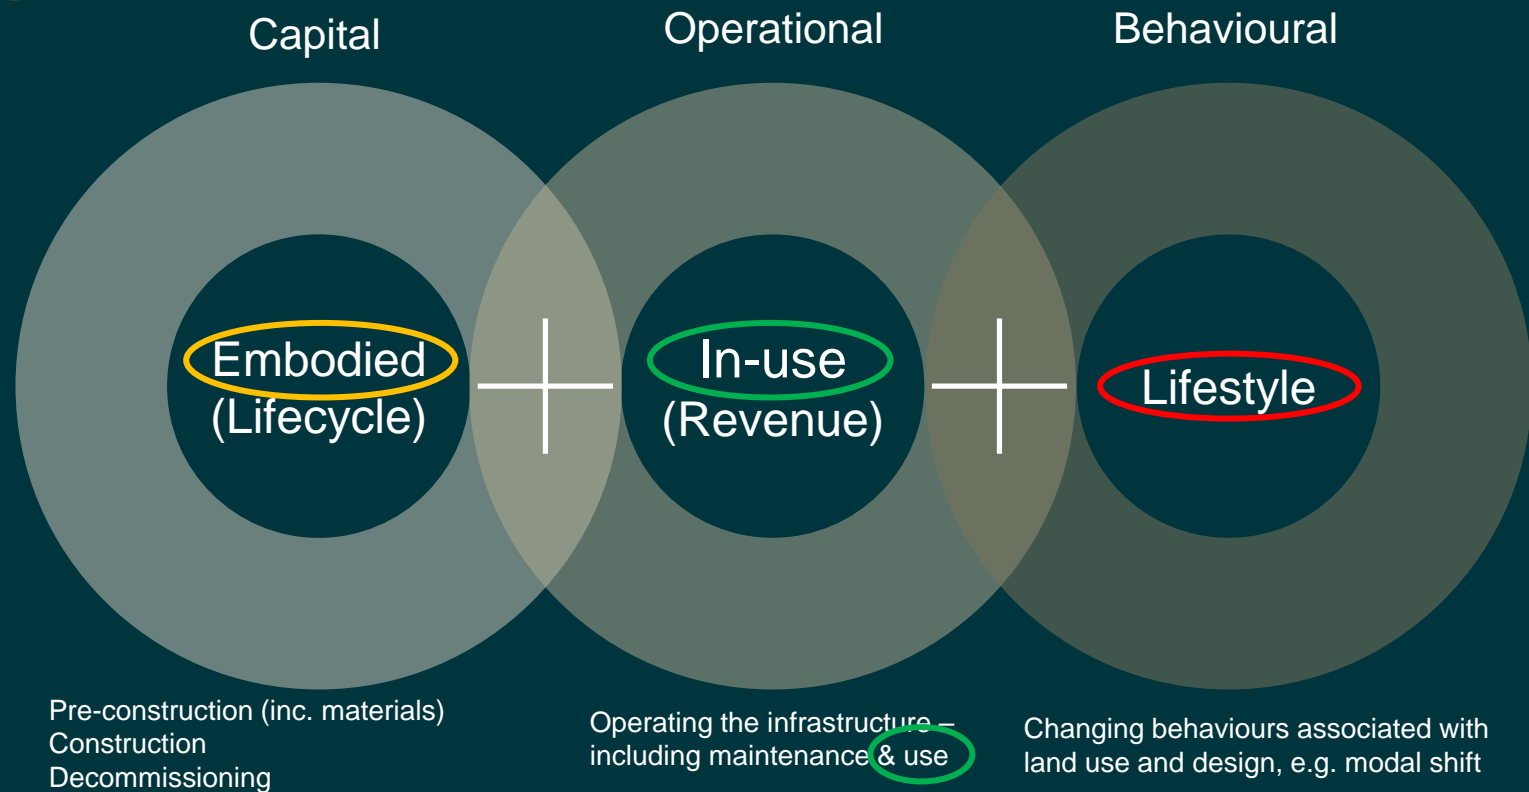 Capital
Operational
Behavioural
Embodied
(Lifecycle)
In-use
(Revenue)
Lifestyle
Pre-construction (inc. materials)
Construction
Decommissioning
Operating the infrastructure –
including maintenance & use
Changing behaviours associated with
land use and design, e.g. modal shift